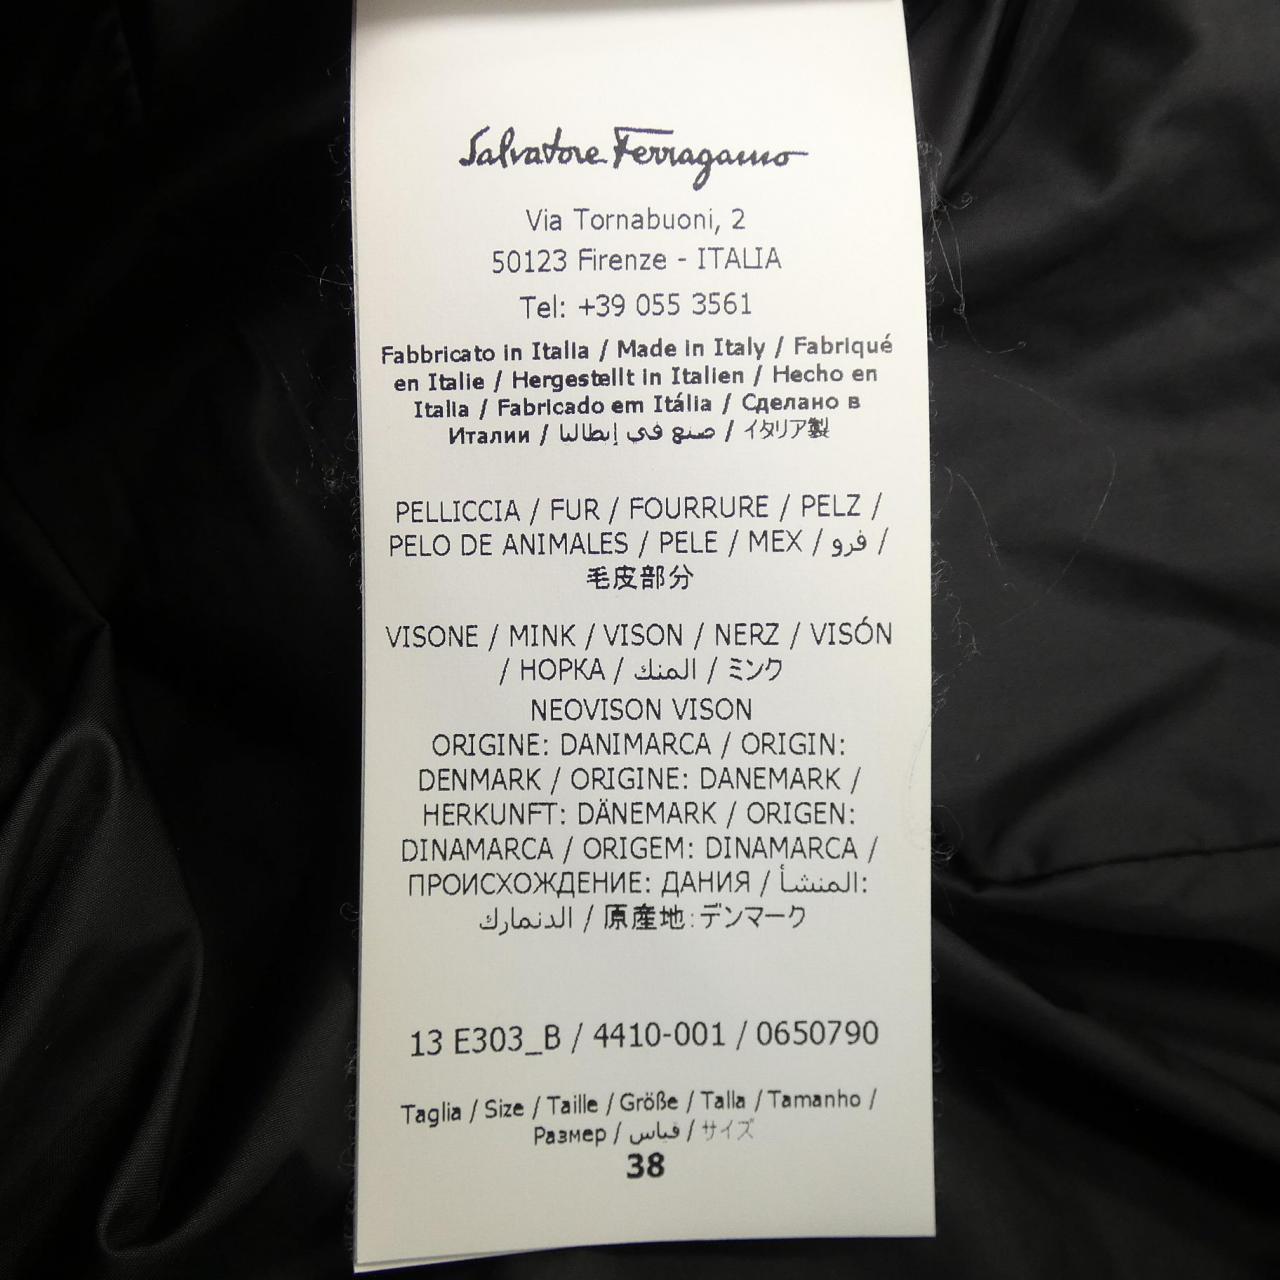 Salvatore Ferragamo
Via Tornabuoni, 2
50123 Firenze - ITALIA
Tel: +39 055 3561
Fabbricato in Italia / Made in Italy / Fabriqué
en Italie / Hergestellt in Italien / Hecho en
Italia / Fabricado em Itália / Сделано в
Италии / صنع في إيطاليا / イタリア製
PELLICCIA / FUR / FOURRURE / PELZ /
PELO DE ANIMALES / PELE / МЕХ / فرو /
毛皮部分
VISONE / MINK / VISON / NERZ / VISÓN
/ НОРКА / المنك / ミンク
NEOVISON VISON
ORIGINE: DANIMARCA / ORIGIN:
DENMARK / ORIGINE: DANEMARK /
HERKUNFT: DÄNEMARK / ORIGEN:
DINAMARCA / ORIGEM: DINAMARCA /
ПРОИСХОЖДЕНИЕ: ДАНИЯ / المنشأ:
الدنمارك / 原産地:デンマーク
13 E303_B / 4410-001 / 0650790
Taglia / Size / Taille / Größe / Talla / Tamanho /
Размер / قياس / サイズ
38